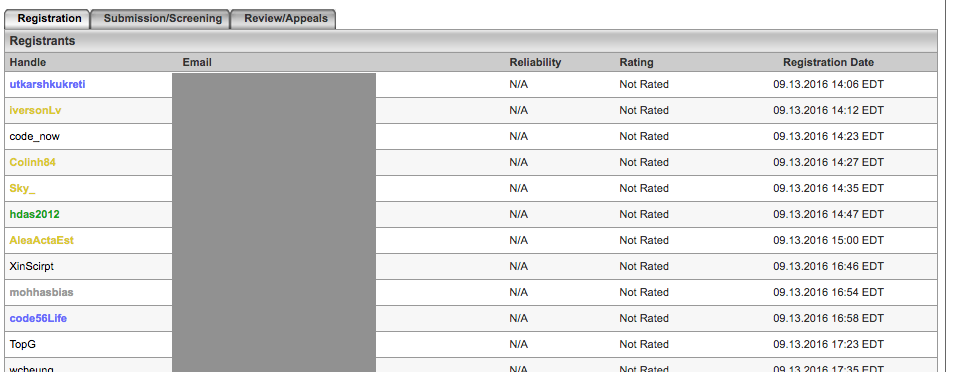 Registration Submission/Screening Review/Appeals
Registrants
Handle Email Reliability Rating Registration Date
utkarshkukreti N/A Not Rated 09.13.2016 14:06 EDT
iversonLv N/A Not Rated 09.13.2016 14:12 EDT
code_now N/A Not Rated 09.13.2016 14:23 EDT
Colinh84 N/A Not Rated 09.13.2016 14:27 EDT
Sky_ N/A Not Rated 09.13.2016 14:35 EDT
hdas2012 N/A Not Rated 09.13.2016 14:47 EDT
AleaActaEst N/A Not Rated 09.13.2016 15:00 EDT
XinScirpt N/A Not Rated 09.13.2016 16:46 EDT
mohhasbias N/A Not Rated 09.13.2016 16:54 EDT
code56Life N/A Not Rated 09.13.2016 16:58 EDT
TopG N/A Not Rated 09.13.2016 17:23 EDT
wcheung N/A Not Rated 09.13.2016 17:35 EDT